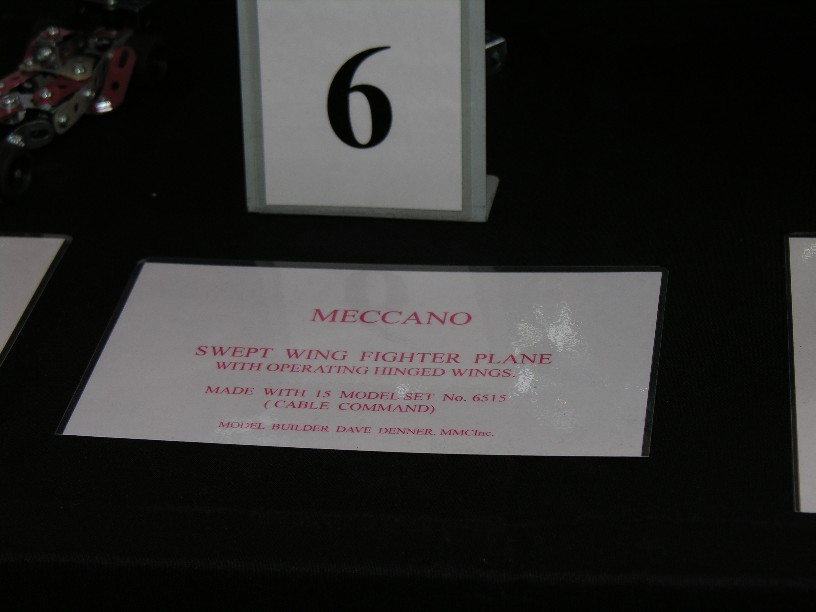 6
MECCANO
SWEPT WING FIGHTER PLANE
WITH OPERATING HINGED WINGS.
MADE WITH 15 MODEL SET No. 6515
( CABLE COMMAND)
MODEL BUILDER DAVE DENNER. MMCInc.